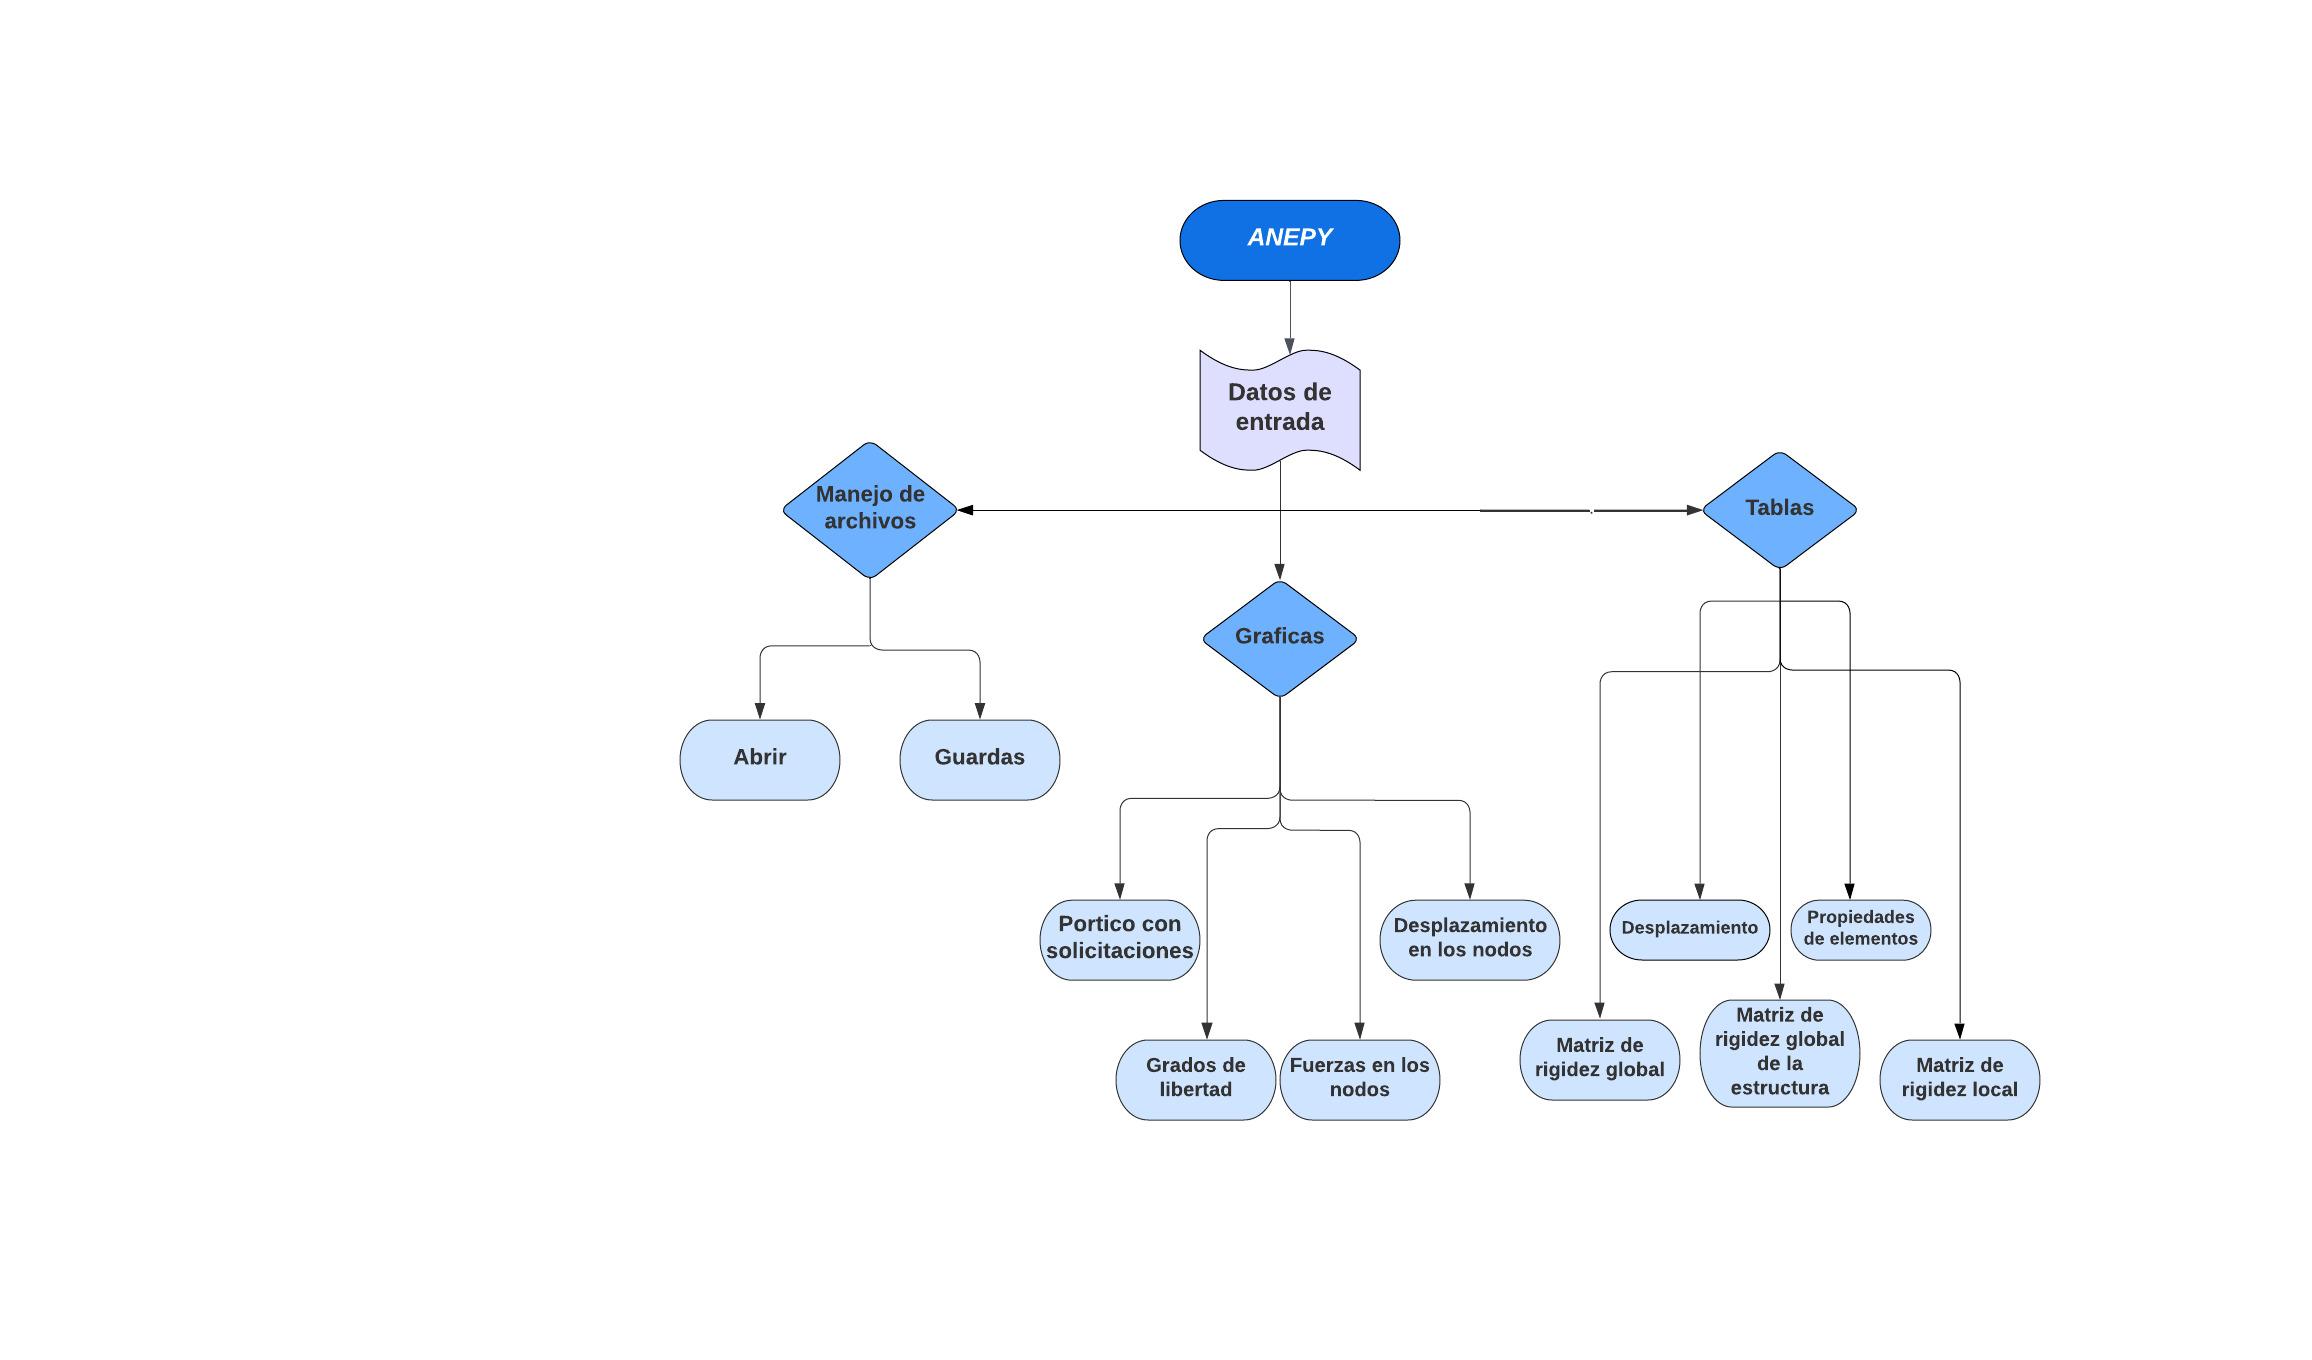 ANEPY
Datos de
entrada
Manejo de
archivos
Tablas
Graficas
Abrir
Guardas
Portico con
solicitaciones
Desplazamiento
en los nodos
Desplazamiento
Propiedades
de elementos
Grados de
libertad
Fuerzas en los
nodos
Matriz de
rigidez global
Matriz de
rigidez global
de la
estructura
Matriz de
rigidez local